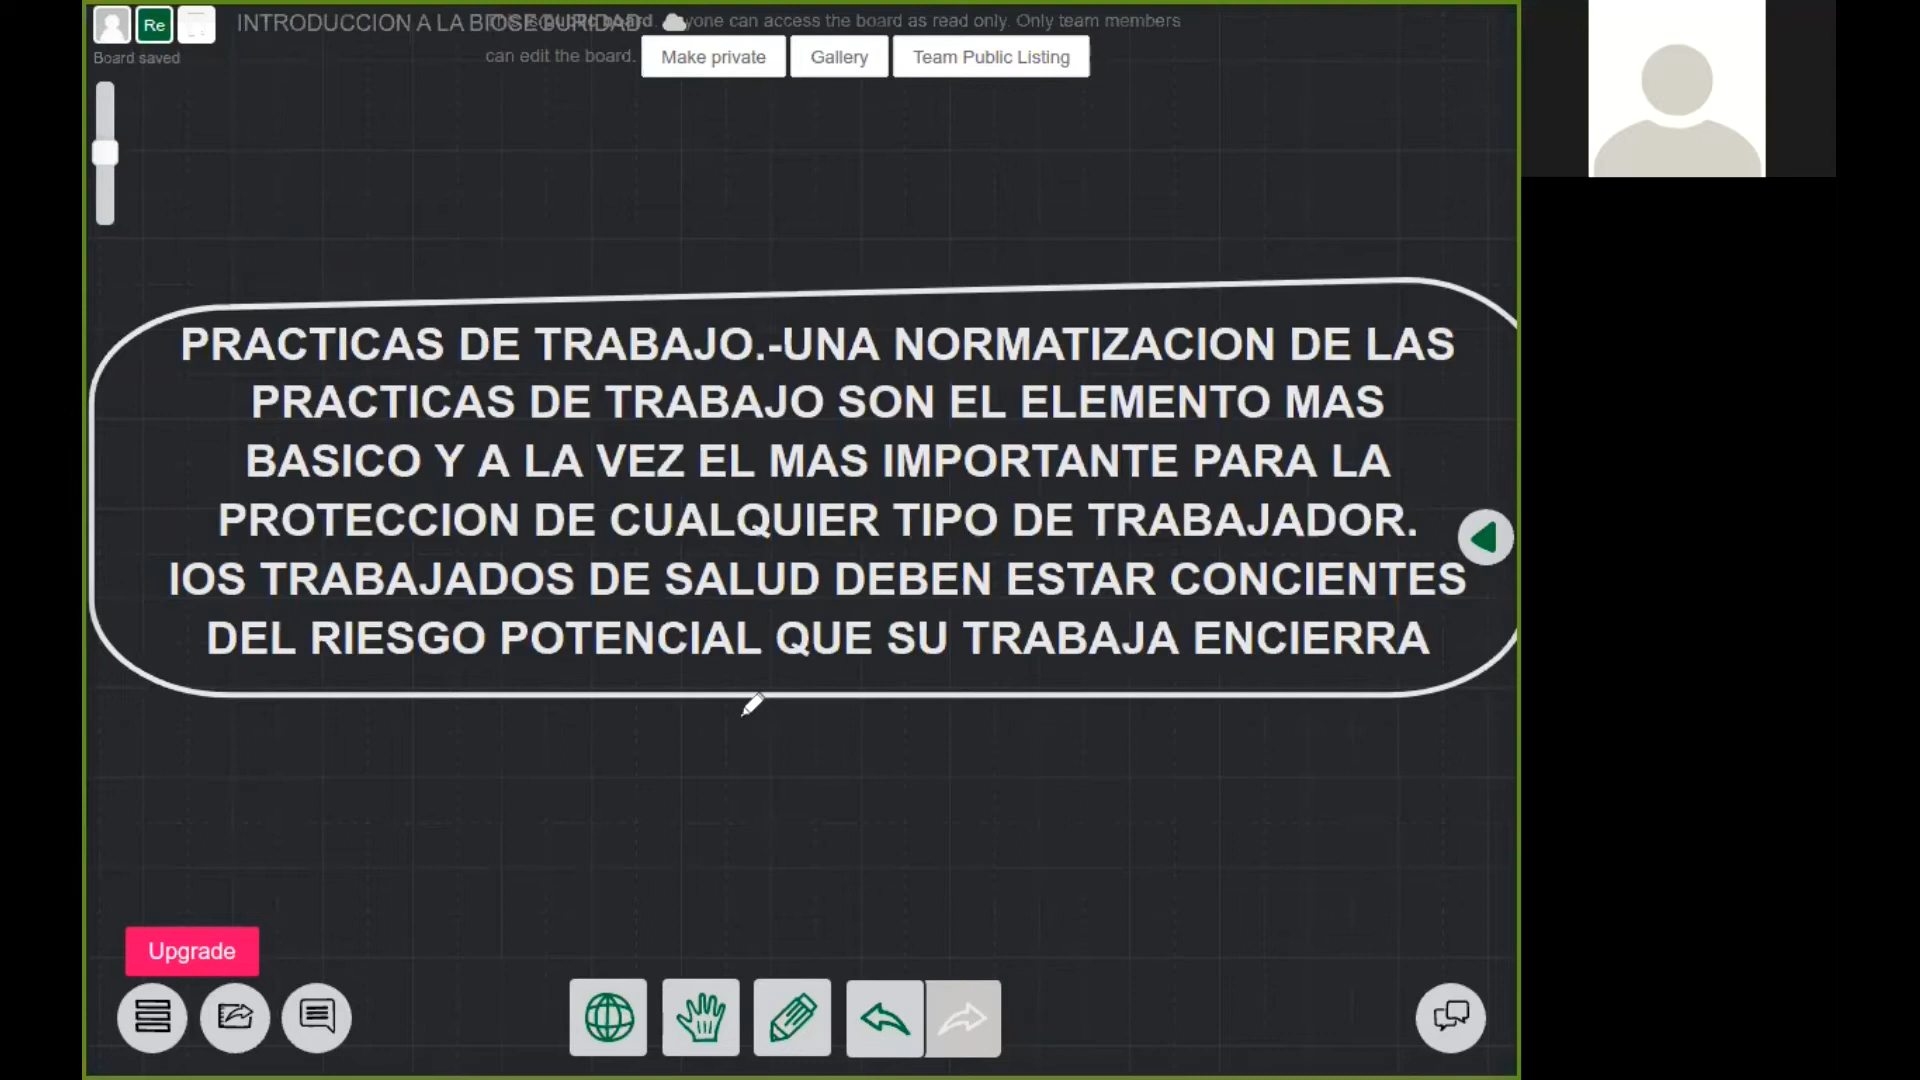 Re
INTRODUCCION A LA BIOSEGURIDAD
anyone can access the board as read only. Only team members
can edit the board.
Make private
Gallery
Team Public Listing
Board saved
PRACTICAS DE TRABAJO.-UNA NORMATIZACION DE LAS
PRACTICAS DE TRABAJO SON EL ELEMENTO MAS
BASICO Y A LA VEZ EL MAS IMPORTANTE PARA LA
PROTECCION DE CUALQUIER TIPO DE TRABAJADOR.
lOS TRABAJADOS DE SALUD DEBEN ESTAR CONCIENTES
DEL RIESGO POTENCIAL QUE SU TRABAJA ENCIERRA
Upgrade